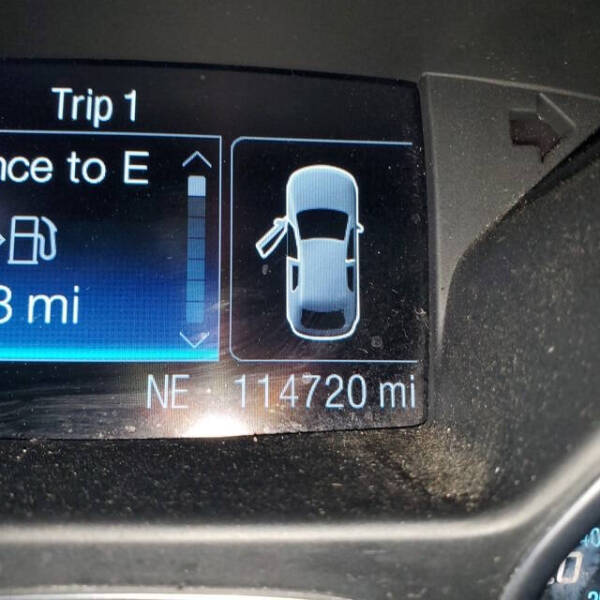 Trip 1
nce to E
3 mi
NE 114720 mi